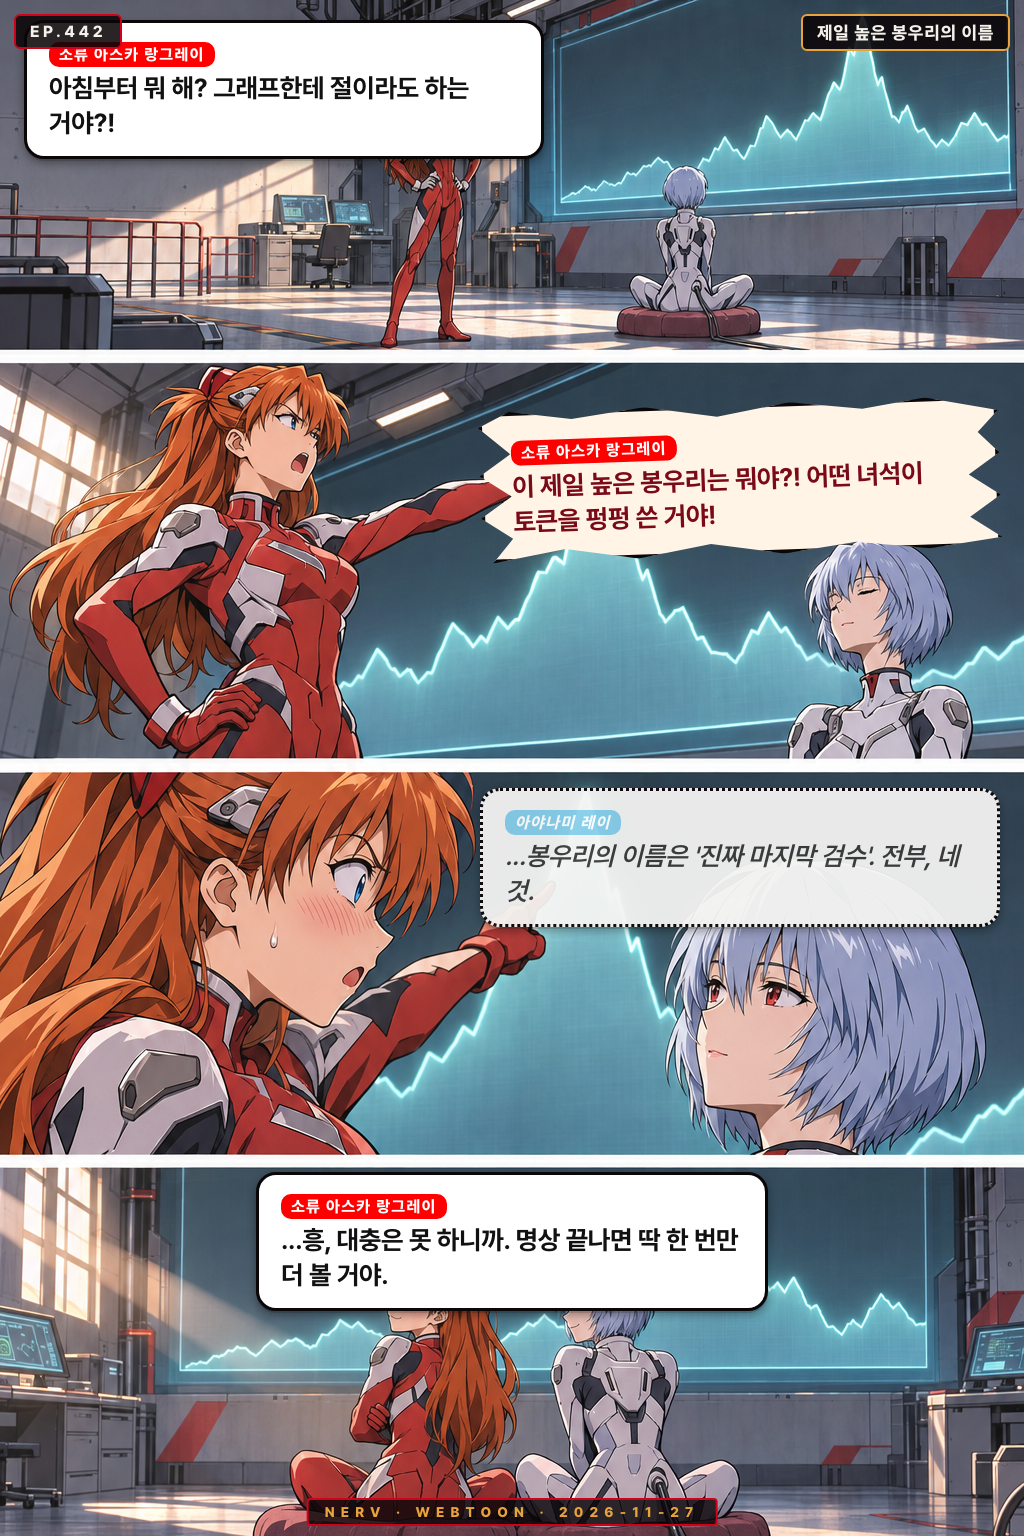 EP.442
제일 높은 봉우리의 이름
소류 아스카 랑그레이
아침부터 뭐 해? 그래프한테 절이라도 하는
거야?!
소류 아스카 랑그레이
이 제일 높은 봉우리는 뭐야?! 어떤 녀석이
토큰을 펑펑 쓴 거야!
아야나미 레이
...봉우리의 이름은 '진짜 마지막 검수'. 전부, 네
것.
소류 아스카 랑그레이
...흥, 대충은 못 하니까. 명상 끝나면 딱 한 번만
더 볼 거야.
NERV · WEBTOON · 2026-11-27